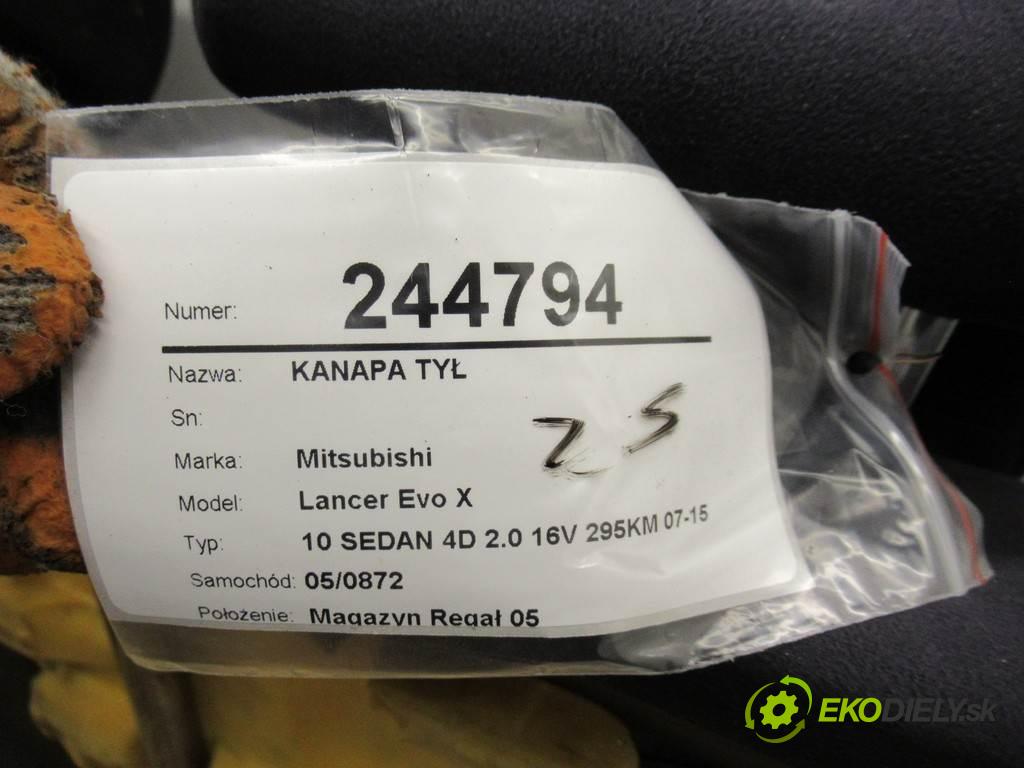 Numer: 244794
Nazwa: KANAPA TYŁ
Sn:
25
Marka: Mitsubishi
Model: Lancer Evo X
Typ: 10 SEDAN 4D 2.0 16V 295KM 07-15
Samochód: 05/0872
Położenie: Magazyn Regał 05
EKODIELY.sk